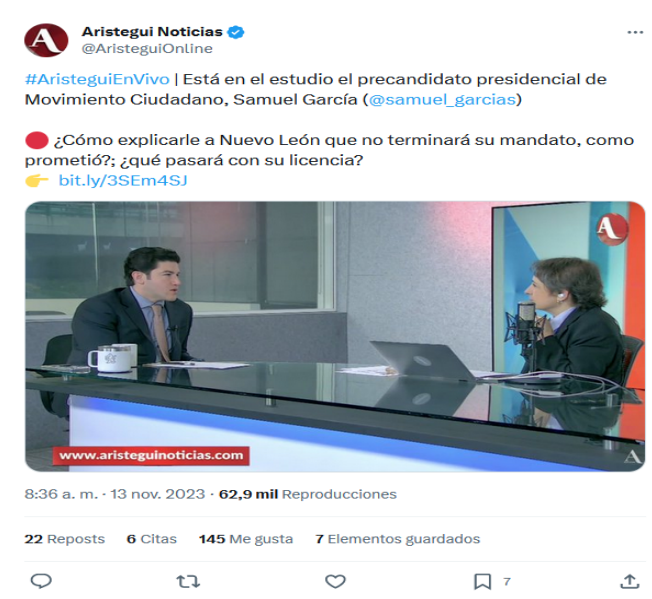 Aristegui Noticias
@AristeguiOnline
#AristeguiEnVivo | Está en el estudio el precandidato presidencial de
Movimiento Ciudadano, Samuel García (@samuel_garcias)
🔴 ¿Cómo explicarle a Nuevo León que no terminará su mandato, como
prometió?; ¿qué pasará con su licencia?
👉 bit.ly/3SEm4SJ
A
www.aristeguinoticias.com
A
8:36 a. m. · 13 nov. 2023 · 62,9 mil Reproducciones
22 Reposts 6 Citas 145 Me gusta 7 Elementos guardados
7